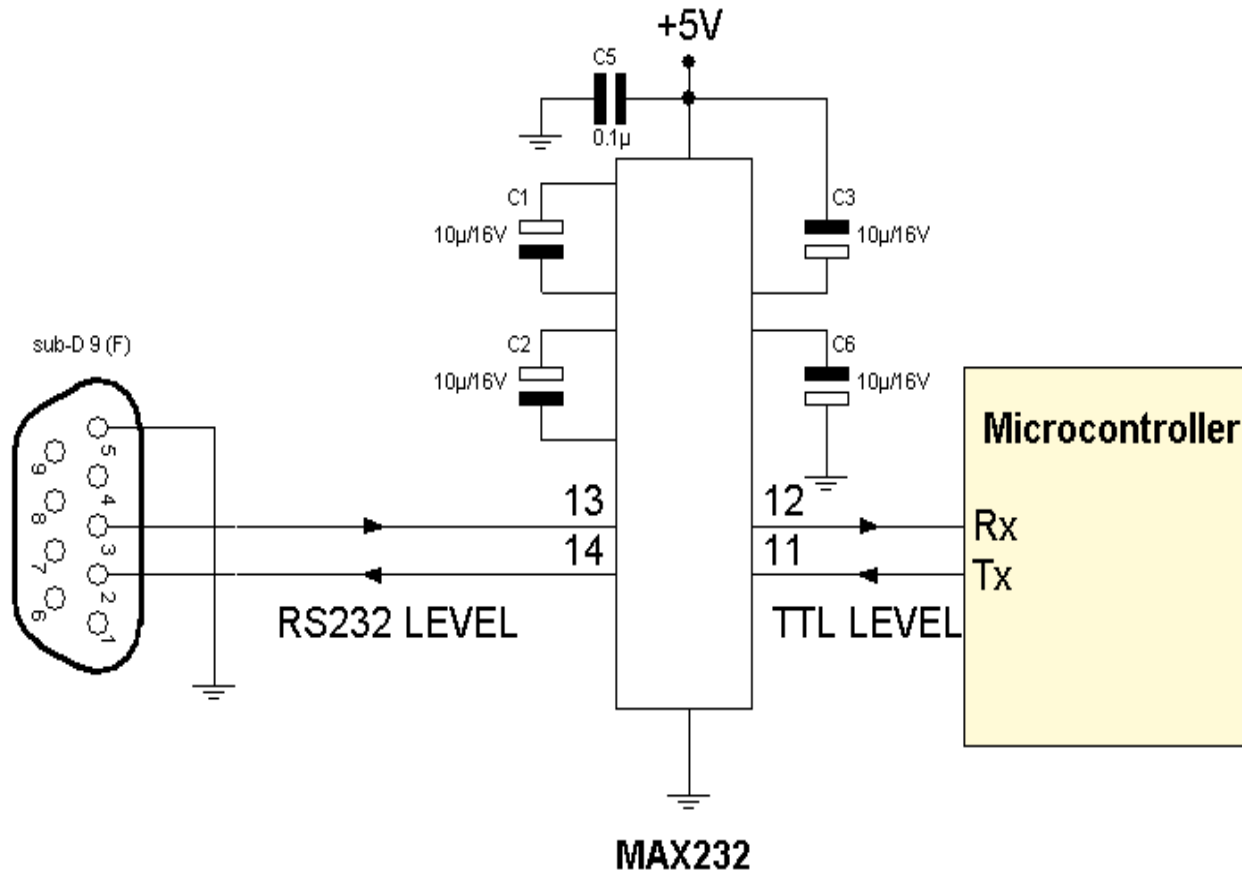 +5V
C5
0.1µ
C1
10µ/16V
C3
10µ/16V
sub-D 9 (F)
C2
10µ/16V
C6
10µ/16V
Microcontroller
5
9
4
8
3
7
2
6
1
13
12
Rx
14
11
Tx
RS232 LEVEL
TTL LEVEL
MAX232